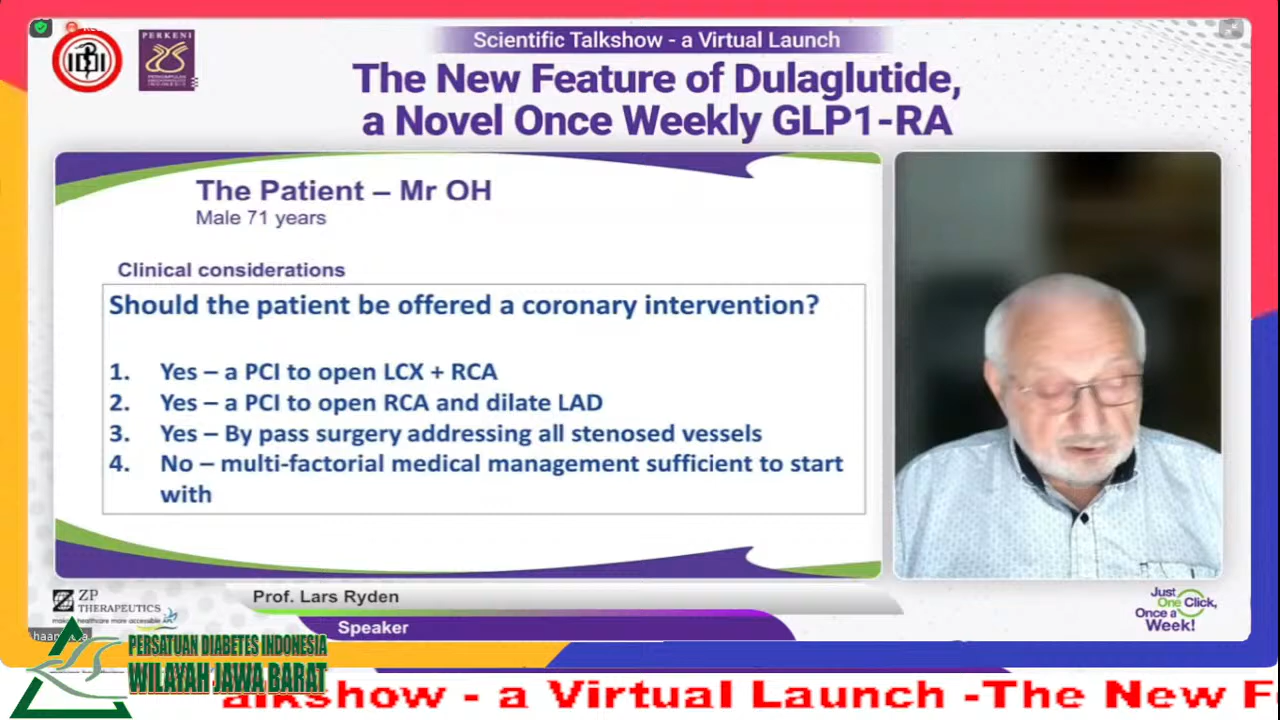 Scientific Talkshow - a Virtual Launch
The New Feature of Dulaglutide,
a Novel Once Weekly GLP1-RA
PERKENI
The Patient – Mr OH
Male 71 years
Clinical considerations
Should the patient be offered a coronary intervention?
1. Yes – a PCI to open LCX + RCA
2. Yes – a PCI to open RCA and dilate LAD
3. Yes – By pass surgery addressing all stenosed vessels
4. No – multi-factorial medical management sufficient to start
with
ZP
THERAPEUTICS
Prof. Lars Ryden
Speaker
Just
One Click,
Once a
Week!
PERSATUAN DIABETES INDONESIA
WILAYAH JAWA BARAT
alkshow - a Virtual Launch -The New F